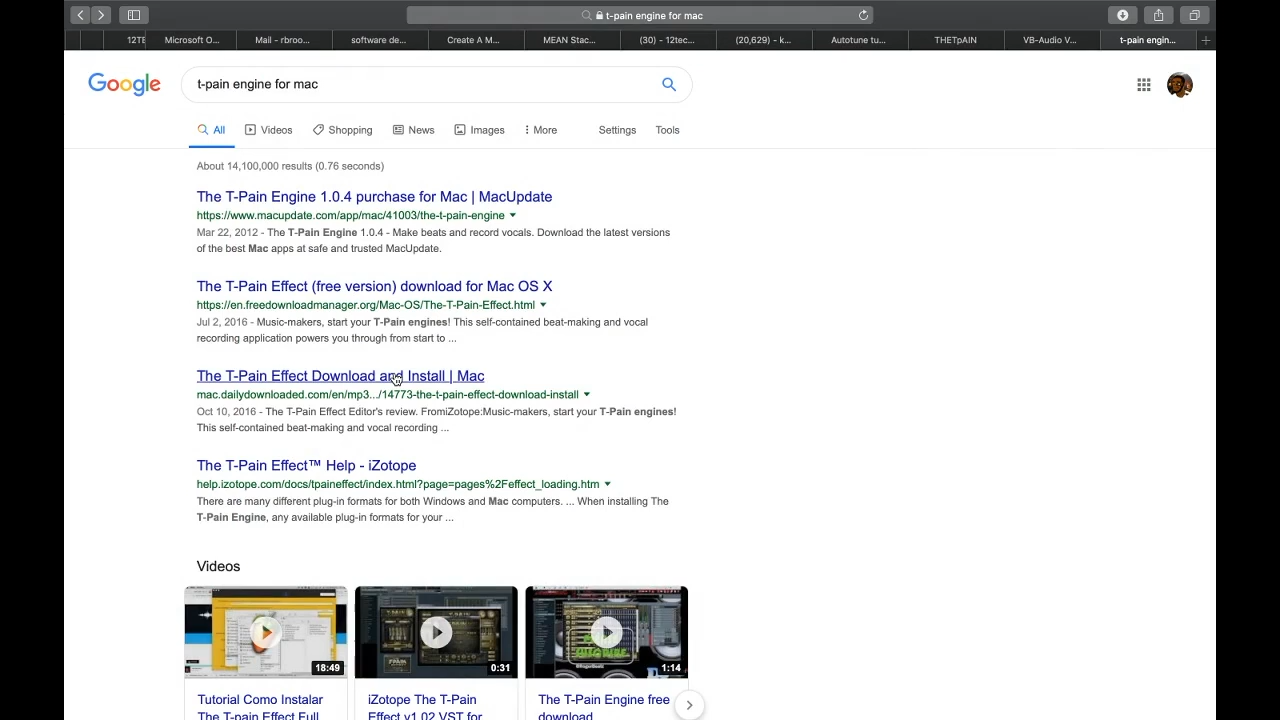 t-pain engine for mac
12TE
Microsoft O...
Mail - rbroo...
software de...
Create A M...
MEAN Stac...
(30) - 12tec...
(20,629) - k...
Autotune tu...
THETpAIN
VB-Audio V...
t-pain engin...
Google
t-pain engine for mac
All
Videos
Shopping
News
Images
More
Settings
Tools
About 14,100,000 results (0.76 seconds)
The T-Pain Engine 1.0.4 purchase for Mac | MacUpdate
https://www.macupdate.com/app/mac/41003/the-t-pain-engine
Mar 22, 2012 - The T-Pain Engine 1.0.4 - Make beats and record vocals. Download the latest versions
of the best Mac apps at safe and trusted MacUpdate.
The T-Pain Effect (free version) download for Mac OS X
https://en.freedownloadmanager.org/Mac-OS/The-T-Pain-Effect.html
Jul 2, 2016 - Music-makers, start your T-Pain engines! This self-contained beat-making and vocal
recording application powers you through from start to ...
The T-Pain Effect Download and Install | Mac
mac.dailydownloaded.com/en/mp3.../14773-the-t-pain-effect-download-install
Oct 10, 2016 - The T-Pain Effect Editor's review. FromiZotope:Music-makers, start your T-Pain engines!
This self-contained beat-making and vocal recording ...
The T-Pain Effect™ Help - iZotope
help.izotope.com/docs/tpaineffect/index.html?page=pages%2Feffect_loading.htm
There are many different plug-in formats for both Windows and Mac computers. ... When installing The
T-Pain Engine, any available plug-in formats for your ...
Videos
18:49
0:31
1:14
Tutorial Como Instalar
The T-pain Effect Full
iZotope The T-Pain
Effect v1.02 VST for
The T-Pain Engine free
download